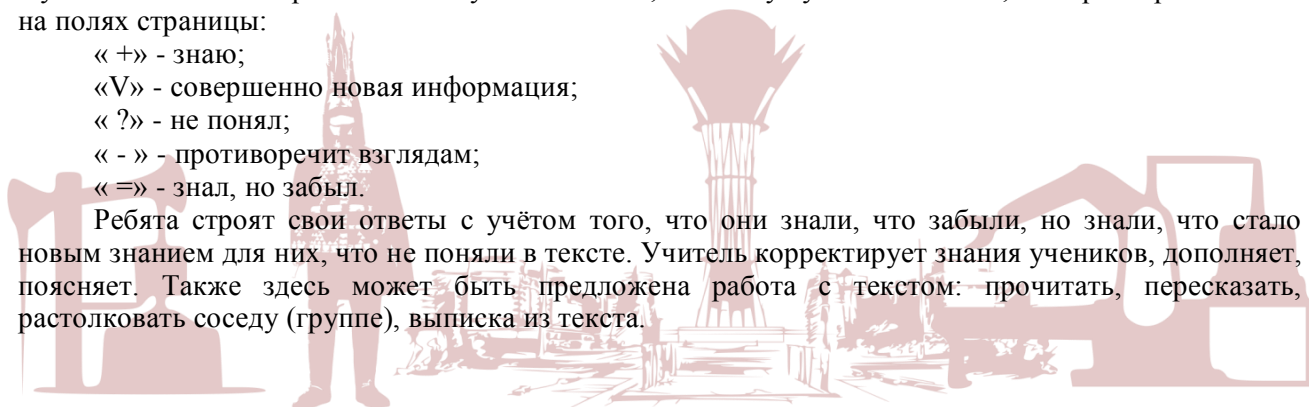 на полях страницы:
« +» - знаю;
«V» - совершенно новая информация;
« ?» - не понял;
« - » - противоречит взглядам;
« =» - знал, но забыл.
Ребята строят свои ответы с учётом того, что они знали, что забыли, но знали, что стало
новым знанием для них, что не поняли в тексте. Учитель корректирует знания учеников, дополняет,
поясняет. Также здесь может быть предложена работа с текстом: прочитать, пересказать,
растолковать соседу (группе), выписка из текста.